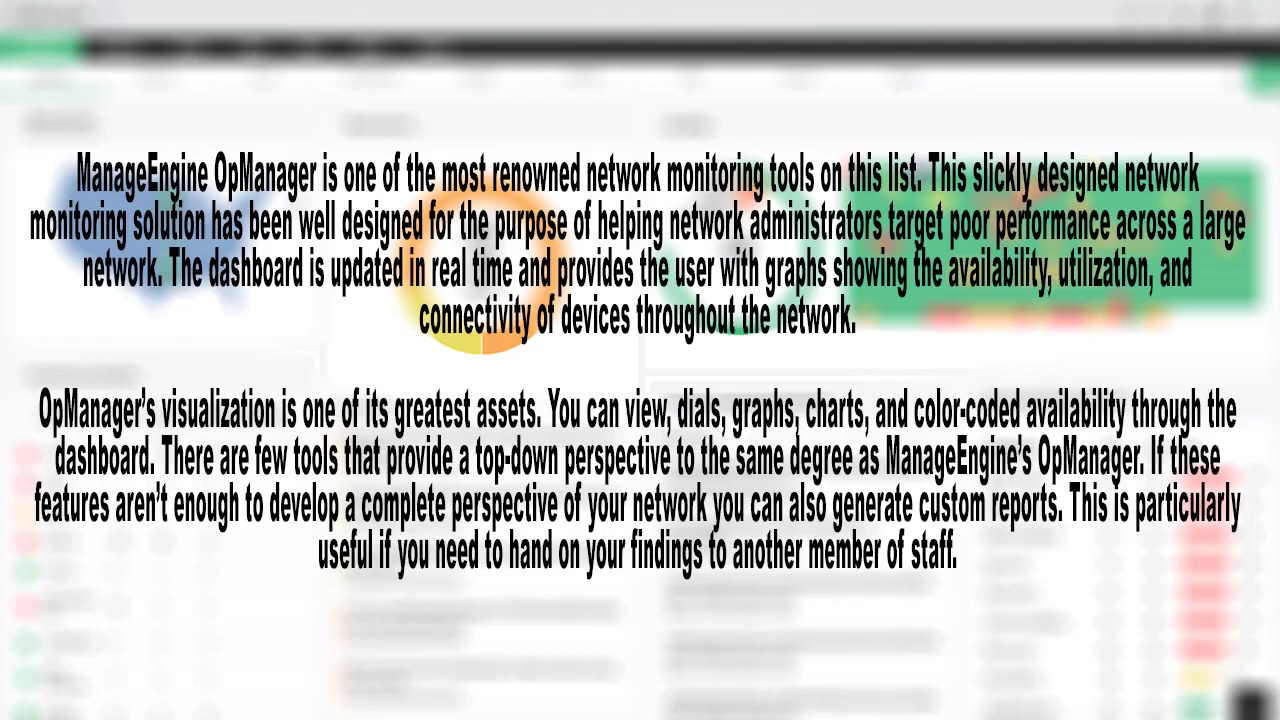 ManageEngine OpManager is one of the most renowned network monitoring tools on this list. This slickly designed network
monitoring solution has been well designed for the purpose of helping network administrators target poor performance across a large
network. The dashboard is updated in real time and provides the user with graphs showing the availability, utilization, and
connectivity of devices throughout the network.
OpManager’s visualization is one of its greatest assets. You can view, dials, graphs, charts, and color-coded availability through the
dashboard. There are few tools that provide a top-down perspective to the same degree as ManageEngine’s OpManager. If these
features aren’t enough to develop a complete perspective of your network you can also generate custom reports. This is particularly
useful if you need to hand on your findings to another member of staff.